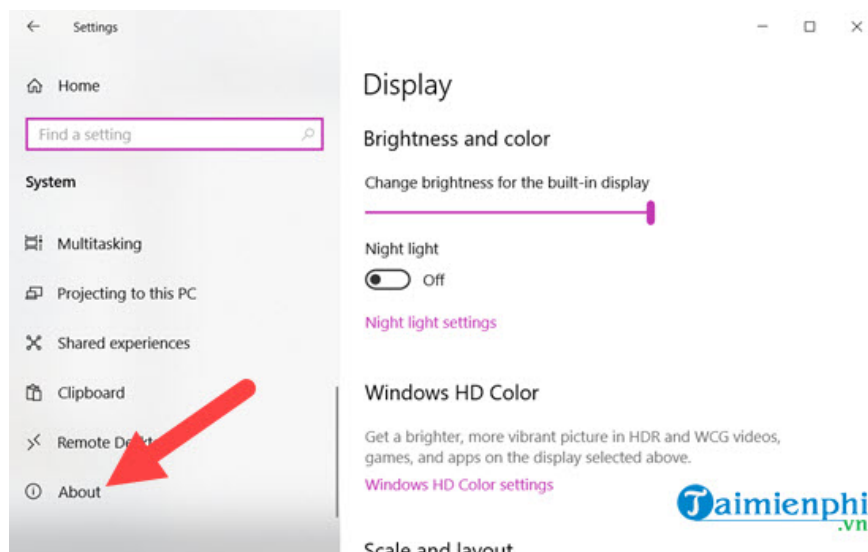 Settings
Home
Find a setting
System
Multitasking
Projecting to this PC
Shared experiences
Clipboard
Remote
About
Display
Brightness and color
Change brightness for the built-in display
Night light
Off
Night light settings
Windows HD Color
Get a brighter, more vibrant picture in HDR and WCG videos,
games, and apps on the display selected above.
Windows HD Color settings
Scale and layout
Taimienphi
.vn